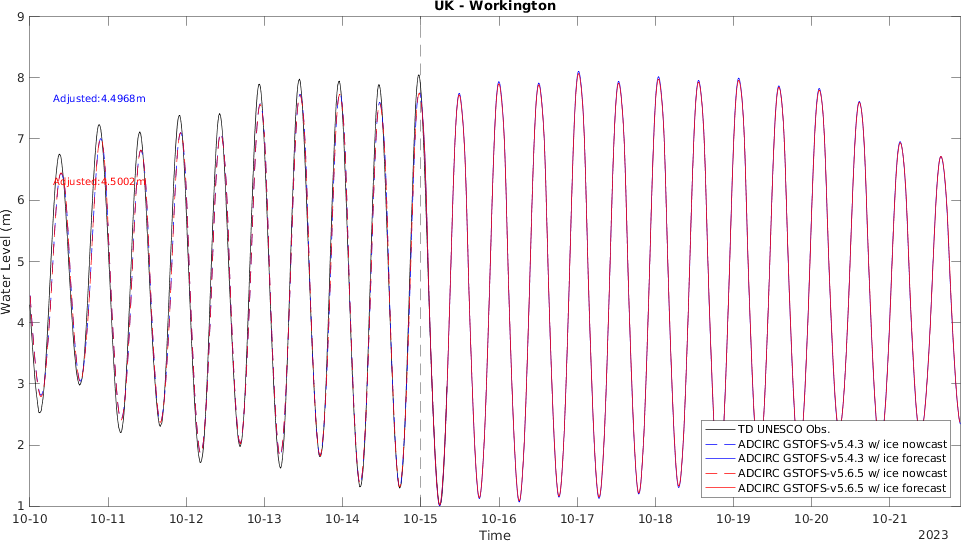 UK - Workington
9
8
7
6
5
4
3
2
1
Water Level (m)
Adjusted:4.4968m
Adjusted:4.5002m
TD UNESCO Obs.
ADCIRC GSTOFS-v5.4.3 w/ ice nowcast
ADCIRC GSTOFS-v5.4.3 w/ ice forecast
ADCIRC GSTOFS-v5.6.5 w/ ice nowcast
ADCIRC GSTOFS-v5.6.5 w/ ice forecast
10-10 10-11 10-12 10-13 10-14 10-15 10-16 10-17 10-18 10-19 10-20 10-21
Time
2023